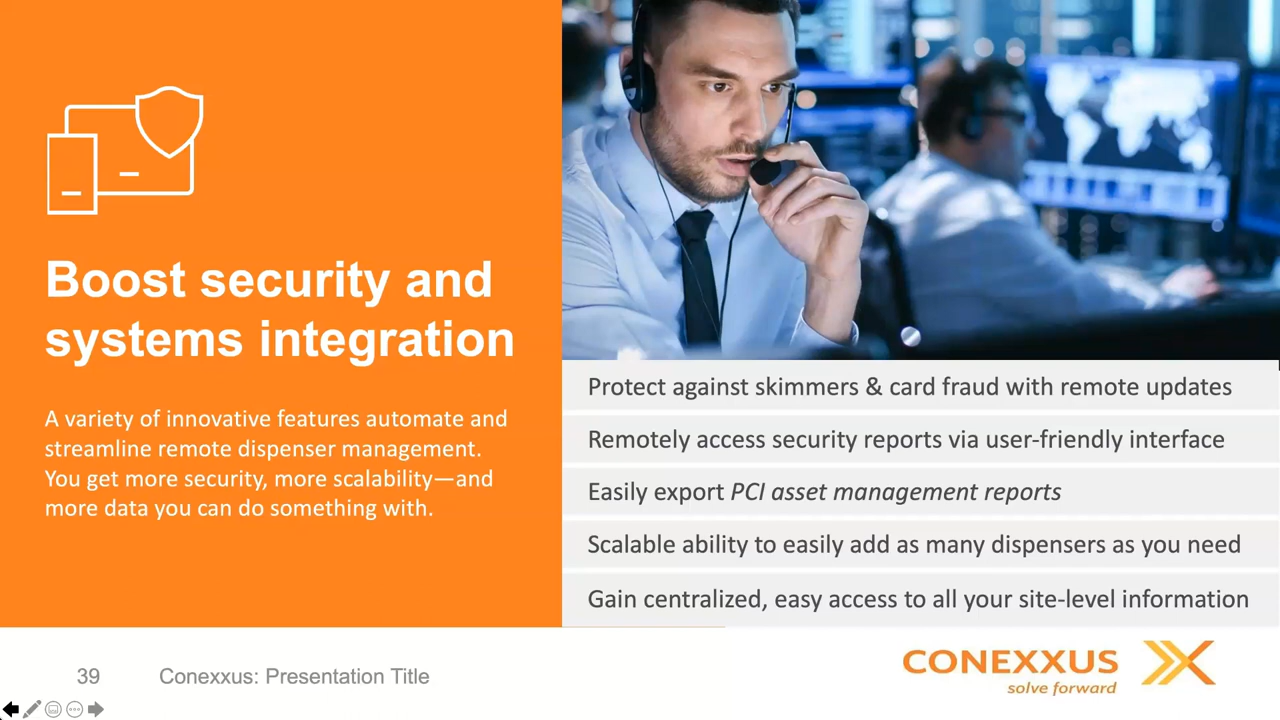 Boost security and
systems integration
A variety of innovative features automate and
streamline remote dispenser management.
You get more security, more scalability—and
more data you can do something with.
Protect against skimmers & card fraud with remote updates
Remotely access security reports via user-friendly interface
Easily export PCI asset management reports
Scalable ability to easily add as many dispensers as you need
Gain centralized, easy access to all your site-level information
39 Conexxus: Presentation Title
CONEXXUS
solve forward